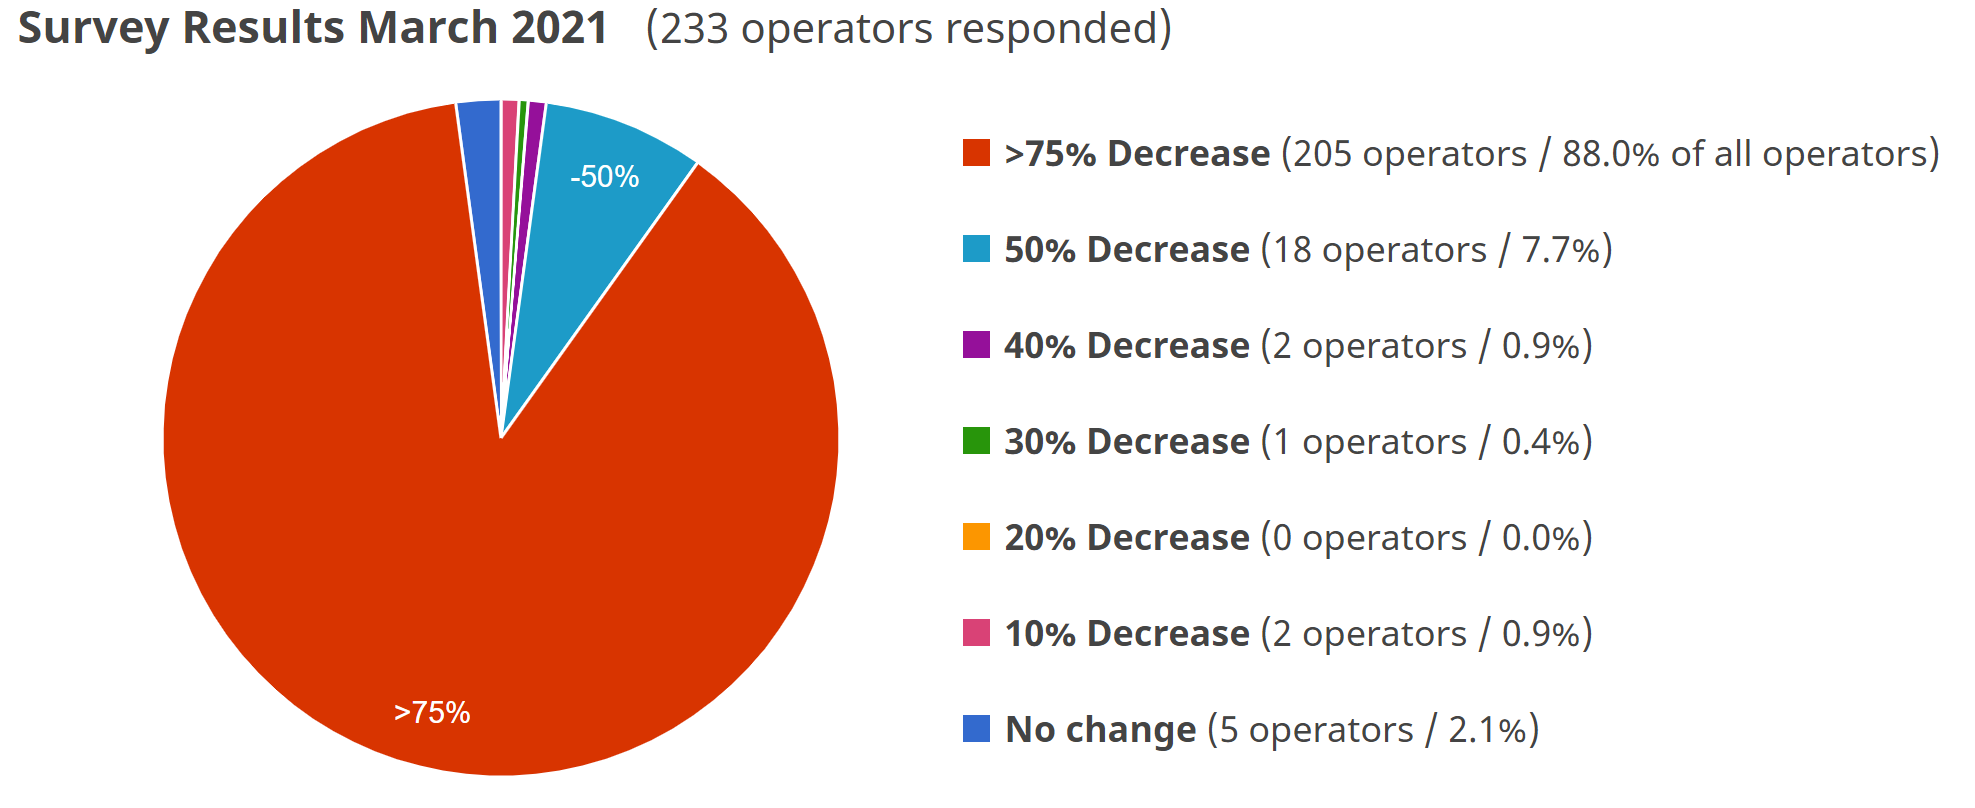 Survey Results March 2021 (233 operators responded)
-50%
>75%
>75% Decrease (205 operators / 88.0% of all operators)
50% Decrease (18 operators / 7.7%)
40% Decrease (2 operators / 0.9%)
30% Decrease (1 operators / 0.4%)
20% Decrease (0 operators / 0.0%)
10% Decrease (2 operators / 0.9%)
No change (5 operators / 2.1%)